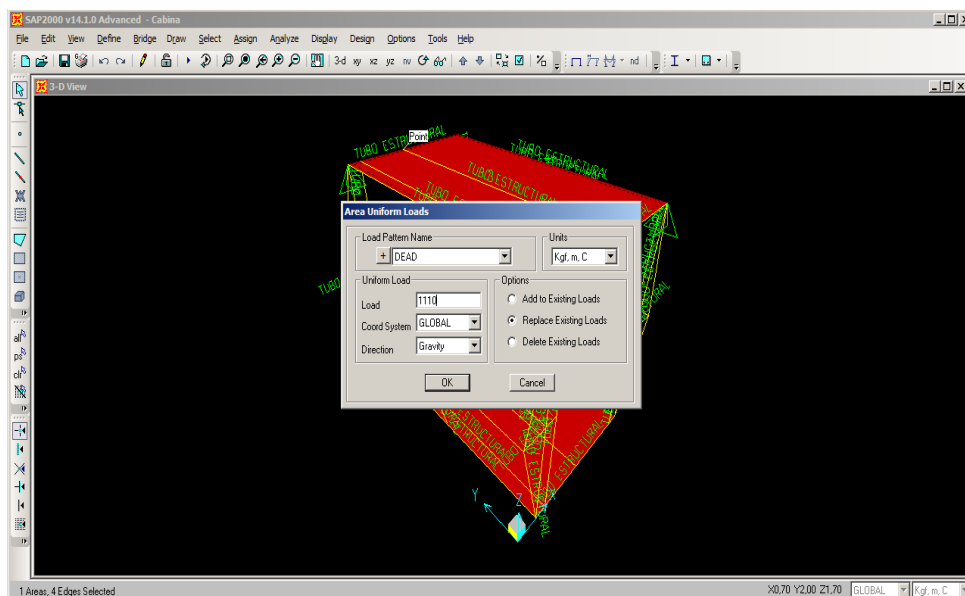 SAP2000 v14.1.0 Advanced - Cabina
File Edit View Define Bridge Draw Select Assign Analyze Display Design Options Tools Help
3-d xy xz yz nv nd
3-D View
TUBO ESTRUCTURAL
Point
TUBO ESTRUCTURAL
TUBO ESTRUCTURAL
Area Uniform Loads
Load Pattern Name
DEAD
Units
Kgf, m, C
Uniform Load
Load 1110
Coord System GLOBAL
Direction Gravity
Options
Add to Existing Loads
Replace Existing Loads
Delete Existing Loads
OK Cancel
all
ps
clr
Y Z X
1 Areas, 4 Edges Selected
X0,70 Y2,00 Z1,70 GLOBAL Kgf, m, C